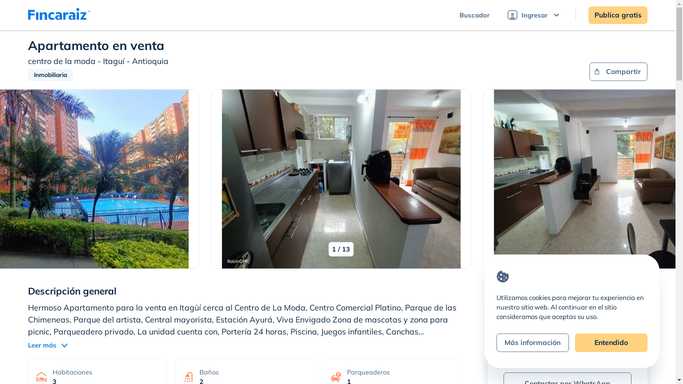 Fincaraiz
Buscador
Ingresar
Publica gratis
Apartamento en venta
centro de la moda - Itaguí - Antioquia
Inmobiliaria
Compartir
1 / 13
Descripción general
Hermoso Apartamento para la venta en Itagüí cerca al Centro de La Moda, Centro Comercial Platino, Parque de las
Chimeneas, Parque del artista, Central mayorista, Estación Ayurá, Viva Envigado Zona de mascotas y zona para
picnic, Parqueadero privado, La unidad cuenta con, Portería 24 horas, Piscina, Juegos infantiles, Canchas...
Leer más
Utilizamos cookies para mejorar tu experiencia en
nuestro sitio web. Al continuar en el sitio
consideramos que aceptas su uso.
Más información
Entendido
Habitaciones
3
Baños
2
Parqueaderos
1
Contactar por WhatsApp